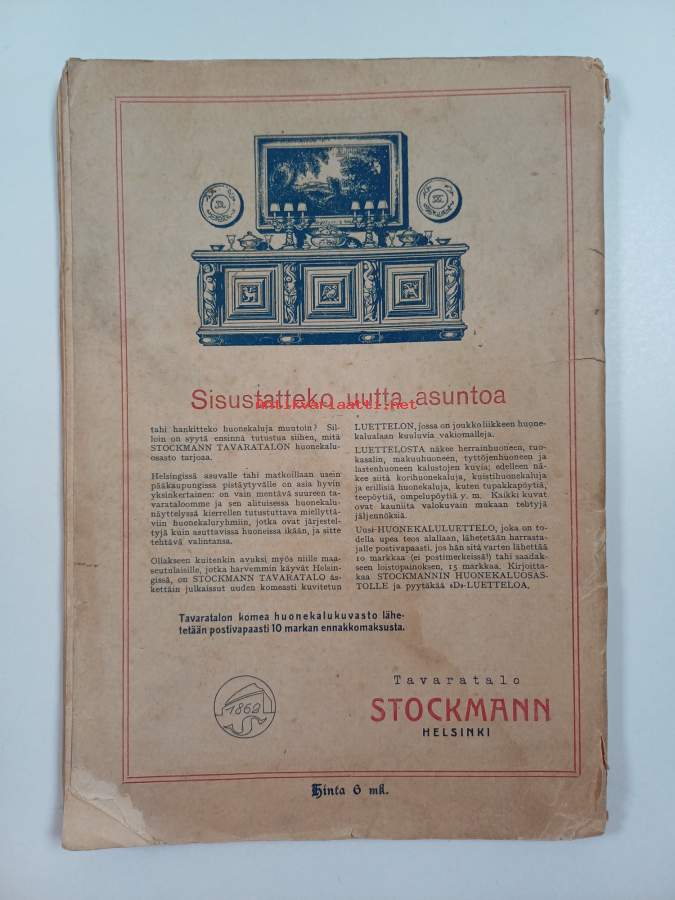 Sisustatteko uutta asuntoa
antikvariaatti.net
tahi hankitteko huonekaluja muutoin? Sil-
loin on syytä ensinnä tutustua siihen, mitä
STOCKMANN TAVARATALON huonekalu-
osasto tarjoaa.
Helsingissä asuvalle tahi matkoillaan usein
pääkaupungissa pistäytyvälle on asia hyvin
yksinkertainen: on vain mentävä suureen ta-
varataloomme ja sen alituisessa huonekalu-
näyttelyssä kierrellen tutustuttava miellyttä-
viin huonekaluryhmiin, jotka ovat järjestel-
tyjä kuin asuttavissa huoneissa ikään, ja sitte
tehtävä valintansa.
Ollakseen kuitenkin avuksi myös niille maa-
seutulaisille, jotka harvemmin käyvät Helsin-
gissä, on STOCKMANN TAVARATALO äs-
kettäin julkaissut uuden komeasti kuvitetun
LUETTELON, jossa on joukko liikkeen huone-
kalualaan kuuluvia vakiomalleja.
LUETTELOSTA näkee herrainhuoneen, ruo-
kasalin, makuuhuoneen, tyttöjenhuoneen ja
lastenhuoneen kalustojen kuvia; edelleen nä-
kee siitä korihuonekaluja, kuistihuonekaluja
ja erillisiä huonekaluja, kuten tupakkapöytiä,
teepöytiä, ompelupöytiä y. m. Kaikki kuvat
ovat kauniita valokuvain mukaan tehtyjä
jäljennöksiä.
Uusi HUONEKALULUETTELO, joka on to-
della upea teos alallaan, lähetetään harrasta-
jalle postivapaasti, jos hän sitä varten lähettää
10 markkaa (ei postimerkeissä!) tahi saadak-
seen loistopainoksen, 15 markkaa. Kirjoitta-
kaa STOCKMANNIN HUONEKALUOSAS-
TOLLE ja pyytäkää »D»-LUETTELOA.
Tavaratalon komea huonekalukuvasto lähe-
tetään postivapaasti 10 markan ennakkomaksusta.
1862
Tavaratalo
STOCKMANN
HELSINKI
Hinta 6 mk.